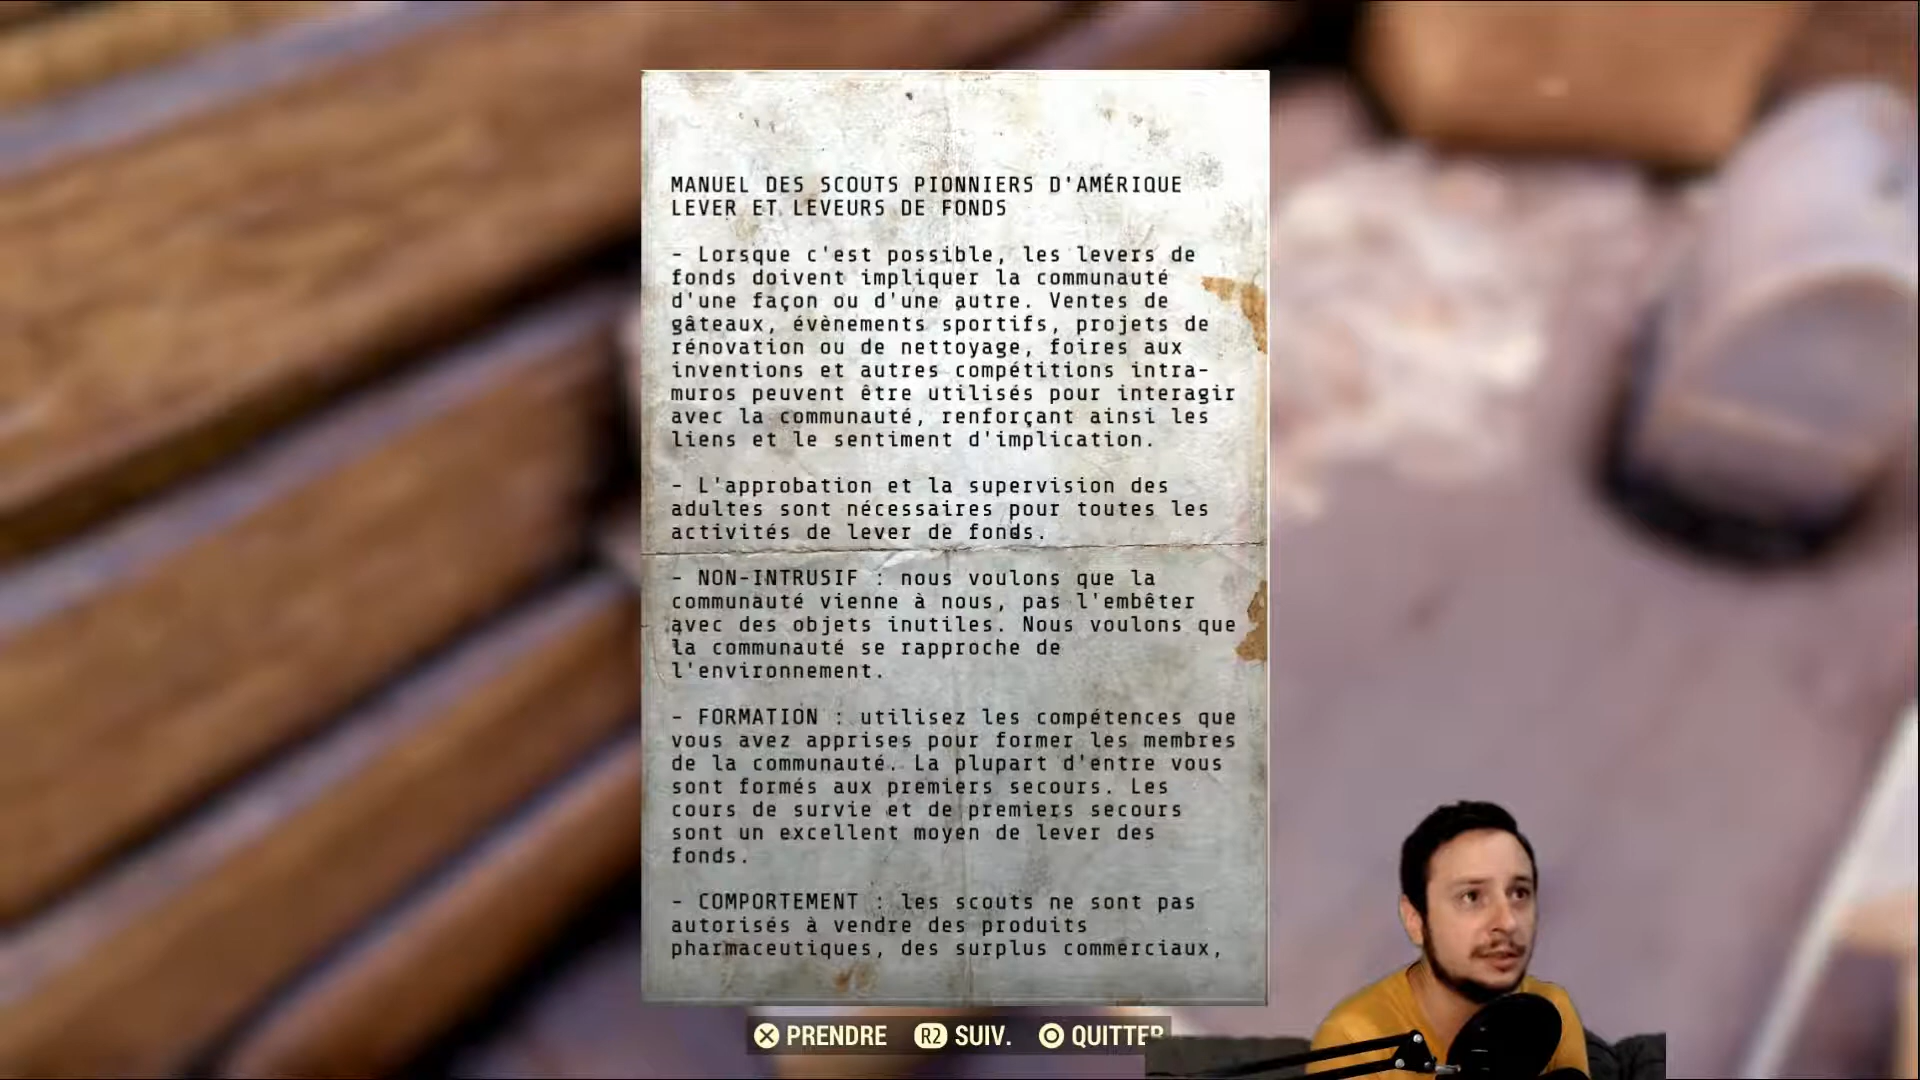 MANUEL DES SCOUTS PIONNIERS D'AMÉRIQUE
LEVER ET LEVEURS DE FONDS
- Lorsque c'est possible, les levers de
fonds doivent impliquer la communauté
d'une façon ou d'une autre. Ventes de
gâteaux, évènements sportifs, projets de
rénovation ou de nettoyage, foires aux
inventions et autres compétitions intra-
muros peuvent être utilisés pour interagir
avec la communauté, renforçant ainsi les
liens et le sentiment d'implication.
- L'approbation et la supervision des
adultes sont nécessaires pour toutes les
activités de lever de fonds.
- NON-INTRUSIF : nous voulons que la
communauté vienne à nous, pas l'embêter
avec des objets inutiles. Nous voulons que
la communauté se rapproche de
l'environnement.
- FORMATION : utilisez les compétences que
vous avez apprises pour former les membres
de la communauté. La plupart d'entre vous
sont formés aux premiers secours. Les
cours de survie et de premiers secours
sont un excellent moyen de lever des
fonds.
- COMPORTEMENT : les scouts ne sont pas
autorisés à vendre des produits
pharmaceutiques, des surplus commerciaux,
PRENDRE R2 SUIV. QUITTER